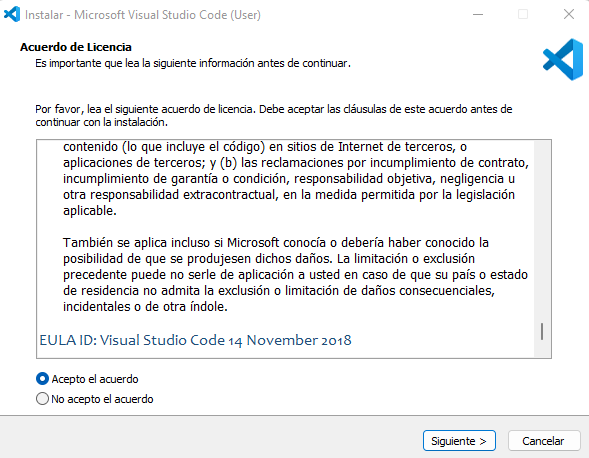 Instalar - Microsoft Visual Studio Code (User)
Acuerdo de Licencia
Es importante que lea la siguiente información antes de continuar.
Por favor, lea el siguiente acuerdo de licencia. Debe aceptar las cláusulas de este acuerdo antes de
continuar con la instalación.
contenido (lo que incluye el código) en sitios de Internet de terceros, o
aplicaciones de terceros; y (b) las reclamaciones por incumplimiento de contrato,
incumplimiento de garantía o condición, responsabilidad objetiva, negligencia u
otra responsabilidad extracontractual, en la medida permitida por la legislación
aplicable.
También se aplica incluso si Microsoft conocía o debería haber conocido la
posibilidad de que se produjesen dichos daños. La limitación o exclusión
precedente puede no serle de aplicación a usted en caso de que su país o estado
de residencia no admita la exclusión o limitación de daños consecuenciales,
incidentales o de otra índole.
EULA ID: Visual Studio Code 14 November 2018
Acepto el acuerdo
No acepto el acuerdo
Siguiente >
Cancelar